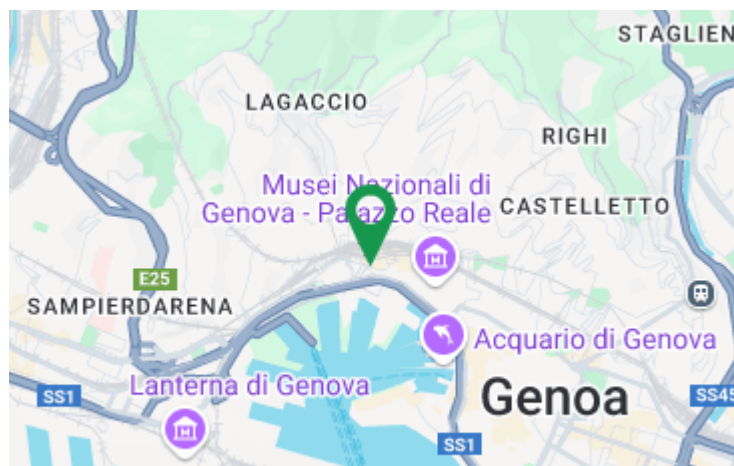 STAGLIEN
LAGACCIO
RIGHI
Musei Nazionali di
Genova - Palazzo Reale
CASTELLETTO
E25
SAMPIERDARENA
Acquario di Genova
Lanterna di Genova
Genoa
SS1
SS45
SS1